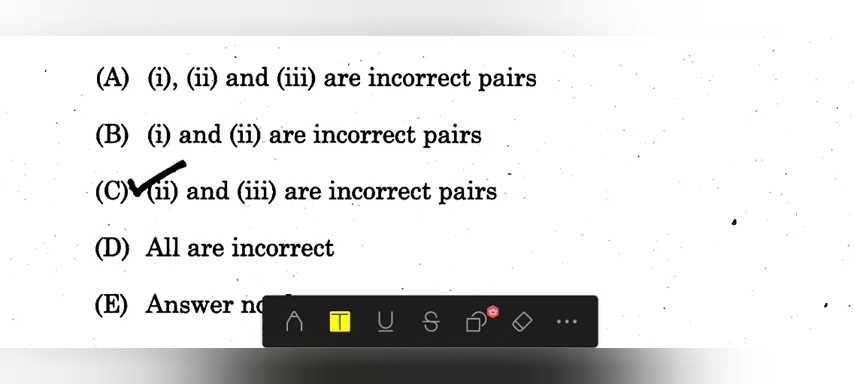 (A) (i), (ii) and (iii) are incorrect pairs
(B) (i) and (ii) are incorrect pairs
(C) (ii) and (iii) are incorrect pairs
(D) All are incorrect
(E) Answer